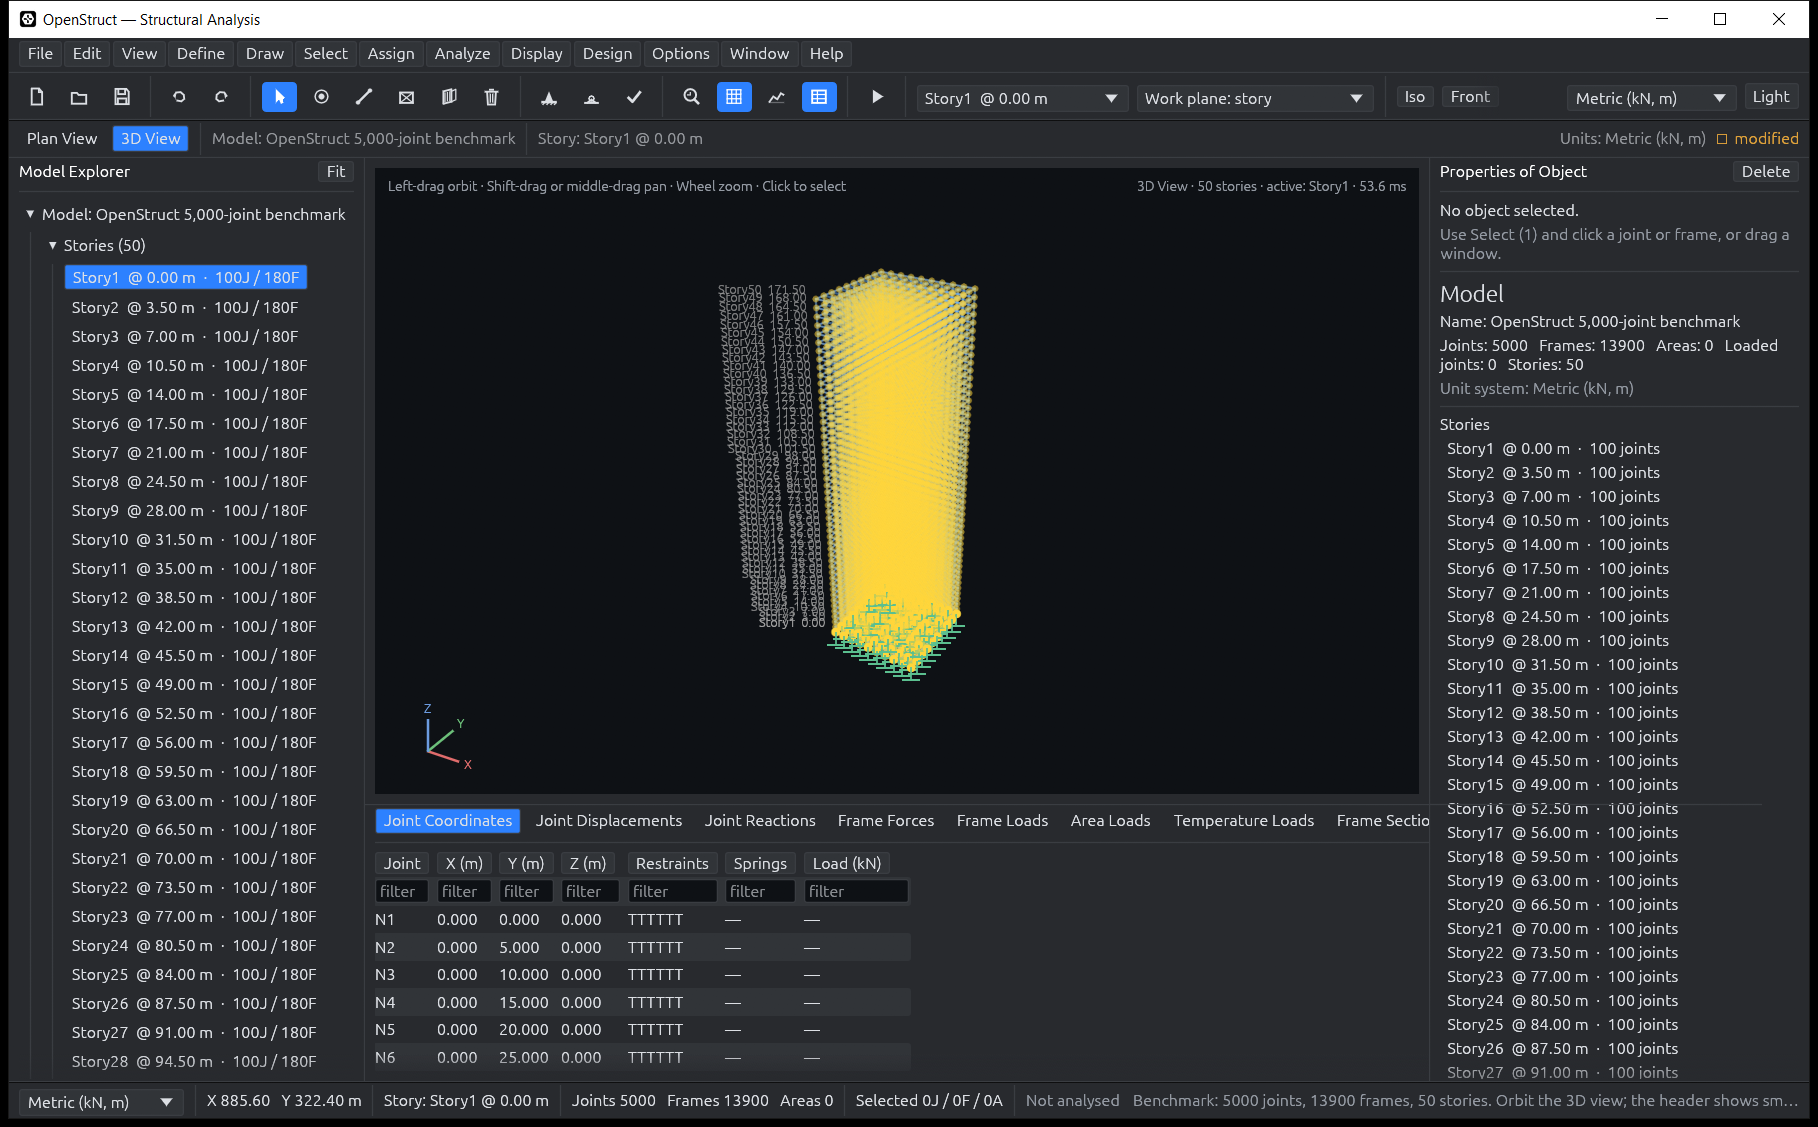 OpenStruct — Structural Analysis
File Edit View Define Draw Select Assign Analyze Display Design Options Window Help
Story1 @ 0.00 m Work plane: story Iso Front Metric (kN, m) Light
Plan View 3D View Model: OpenStruct 5,000-joint benchmark Story: Story1 @ 0.00 m Units: Metric (kN, m) modified
Model Explorer Fit
Model: OpenStruct 5,000-joint benchmark
Stories (50)
Story1 @ 0.00 m · 100J / 180F
Story2 @ 3.50 m · 100J / 180F
Story3 @ 7.00 m · 100J / 180F
Story4 @ 10.50 m · 100J / 180F
Story5 @ 14.00 m · 100J / 180F
Story6 @ 17.50 m · 100J / 180F
Story7 @ 21.00 m · 100J / 180F
Story8 @ 24.50 m · 100J / 180F
Story9 @ 28.00 m · 100J / 180F
Story10 @ 31.50 m · 100J / 180F
Story11 @ 35.00 m · 100J / 180F
Story12 @ 38.50 m · 100J / 180F
Story13 @ 42.00 m · 100J / 180F
Story14 @ 45.50 m · 100J / 180F
Story15 @ 49.00 m · 100J / 180F
Story16 @ 52.50 m · 100J / 180F
Story17 @ 56.00 m · 100J / 180F
Story18 @ 59.50 m · 100J / 180F
Story19 @ 63.00 m · 100J / 180F
Story20 @ 66.50 m · 100J / 180F
Story21 @ 70.00 m · 100J / 180F
Story22 @ 73.50 m · 100J / 180F
Story23 @ 77.00 m · 100J / 180F
Story24 @ 80.50 m · 100J / 180F
Story25 @ 84.00 m · 100J / 180F
Story26 @ 87.50 m · 100J / 180F
Story27 @ 91.00 m · 100J / 180F
Story28 @ 94.50 m · 100J / 180F
Left-drag orbit · Shift-drag or middle-drag pan · Wheel zoom · Click to select
3D View · 50 stories · active: Story1 · 53.6 ms
Story50 171.50
Story49 168.00
Story48 164.50
Story47 161.00
Story1 0.00
Z
Y
X
Joint Coordinates Joint Displacements Joint Reactions Frame Forces Frame Loads Area Loads Temperature Loads Frame Sectio
Joint X (m) Y (m) Z (m) Restraints Springs Load (kN)
filter filter filter filter filter filter filter
N1 0.000 0.000 0.000 TTTTTT — —
N2 0.000 5.000 0.000 TTTTTT — —
N3 0.000 10.000 0.000 TTTTTT — —
N4 0.000 15.000 0.000 TTTTTT — —
N5 0.000 20.000 0.000 TTTTTT — —
N6 0.000 25.000 0.000 TTTTTT — —
Properties of Object Delete
No object selected.
Use Select (1) and click a joint or frame, or drag a
window.
Model
Name: OpenStruct 5,000-joint benchmark
Joints: 5000 Frames: 13900 Areas: 0 Loaded
joints: 0 Stories: 50
Unit system: Metric (kN, m)
Stories
Story1 @ 0.00 m · 100 joints
Story2 @ 3.50 m · 100 joints
Story3 @ 7.00 m · 100 joints
Story4 @ 10.50 m · 100 joints
Story5 @ 14.00 m · 100 joints
Story6 @ 17.50 m · 100 joints
Story7 @ 21.00 m · 100 joints
Story8 @ 24.50 m · 100 joints
Story9 @ 28.00 m · 100 joints
Story10 @ 31.50 m · 100 joints
Story11 @ 35.00 m · 100 joints
Story12 @ 38.50 m · 100 joints
Story13 @ 42.00 m · 100 joints
Story14 @ 45.50 m · 100 joints
Story15 @ 49.00 m · 100 joints
Story16 @ 52.50 m · 100 joints
Story17 @ 56.00 m · 100 joints
Story18 @ 59.50 m · 100 joints
Story19 @ 63.00 m · 100 joints
Story20 @ 66.50 m · 100 joints
Story21 @ 70.00 m · 100 joints
Story22 @ 73.50 m · 100 joints
Story23 @ 77.00 m · 100 joints
Story24 @ 80.50 m · 100 joints
Story25 @ 84.00 m · 100 joints
Story26 @ 87.50 m · 100 joints
Story27 @ 91.00 m · 100 joints
Metric (kN, m) X 885.60 Y 322.40 m Story: Story1 @ 0.00 m Joints 5000 Frames 13900 Areas 0 Selected 0J / 0F / 0A Not analysed Benchmark: 5000 joints, 13900 frames, 50 stories. Orbit the 3D view; the header shows sm…